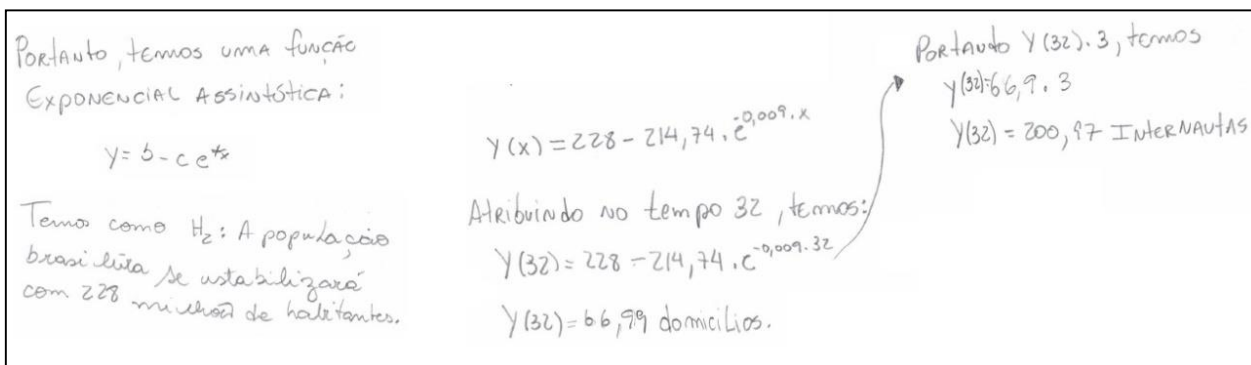 Portanto, temos uma função
Exponencial Assintótica:
y = b - c e^{kx}
Temos como H₂: A população
brasileira se estabilizará
com 228 milhões de habitantes.
Y(x) = 228 - 214,74 . e^{-0,009.x}
Atribuindo no tempo 32, temos:
Y(32) = 228 - 214,74 . e^{-0,009.32}
Y(32) = 66,99 domicilios.
Portando Y(32).3, temos
Y(32)=66,9 . 3
Y(32) = 200,97 Internautas